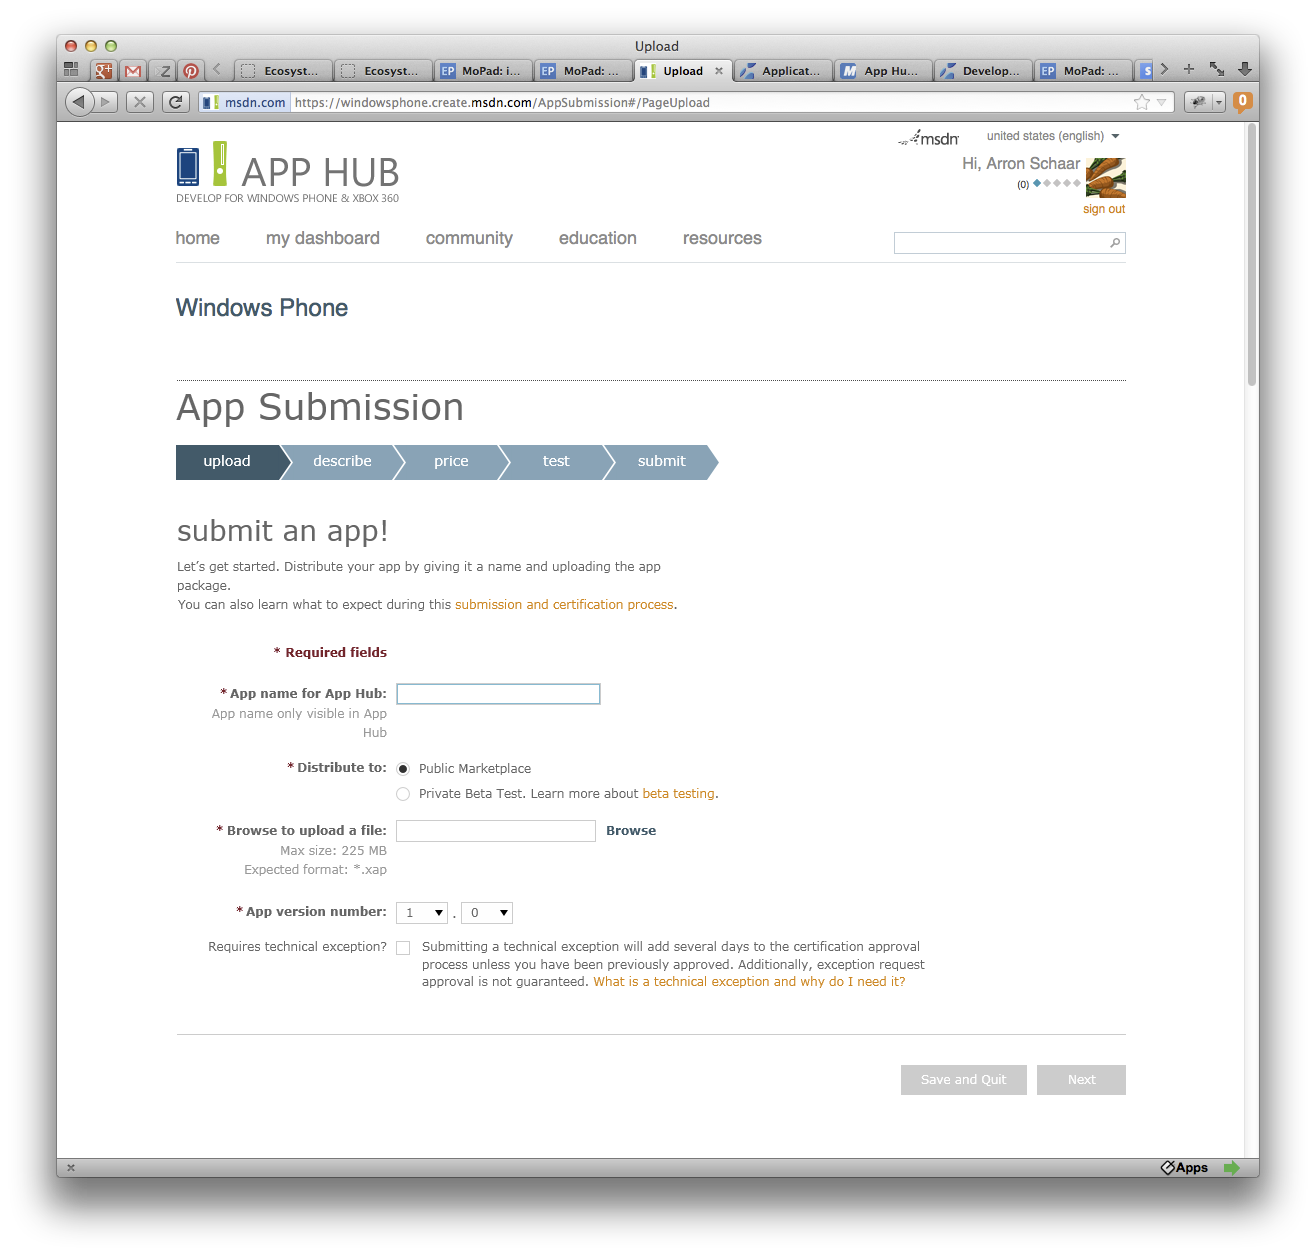 Upload
Ecosyst...
Ecosyst...
EP MoPad: i...
EP MoPad: ...
Upload
Applicat...
App Hu...
Develop...
EP MoPad: ...
msdn.com https://windowsphone.create.msdn.com/AppSubmission#/PageUpload
0
msdn
united states (english)
APP HUB
DEVELOP FOR WINDOWS PHONE & XBOX 360
Hi, Arron Schaar
(0)
sign out
home my dashboard community education resources
Windows Phone
App Submission
upload describe price test submit
submit an app!
Let's get started. Distribute your app by giving it a name and uploading the app
package.
You can also learn what to expect during this submission and certification process.
* Required fields
* App name for App Hub:
App name only visible in App
Hub
* Distribute to: Public Marketplace
Private Beta Test. Learn more about beta testing.
* Browse to upload a file: Browse
Max size: 225 MB
Expected format: *.xap
* App version number: 1 . 0
Requires technical exception? Submitting a technical exception will add several days to the certification approval
process unless you have been previously approved. Additionally, exception request
approval is not guaranteed. What is a technical exception and why do I need it?
Save and Quit Next
Apps